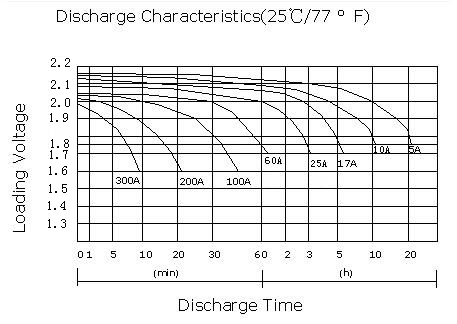 Discharge Characteristics(25℃/77 ° F)
Loading Voltage
2.2
2.1
2.0
1.9
1.8
1.7
1.6
1.5
1.4
1.3
300A 200A 100A 60A 25A 17A 10A 5A
0 1 5 10 20 30 60 2 3 5 10 20
(min) (h)
Discharge Time